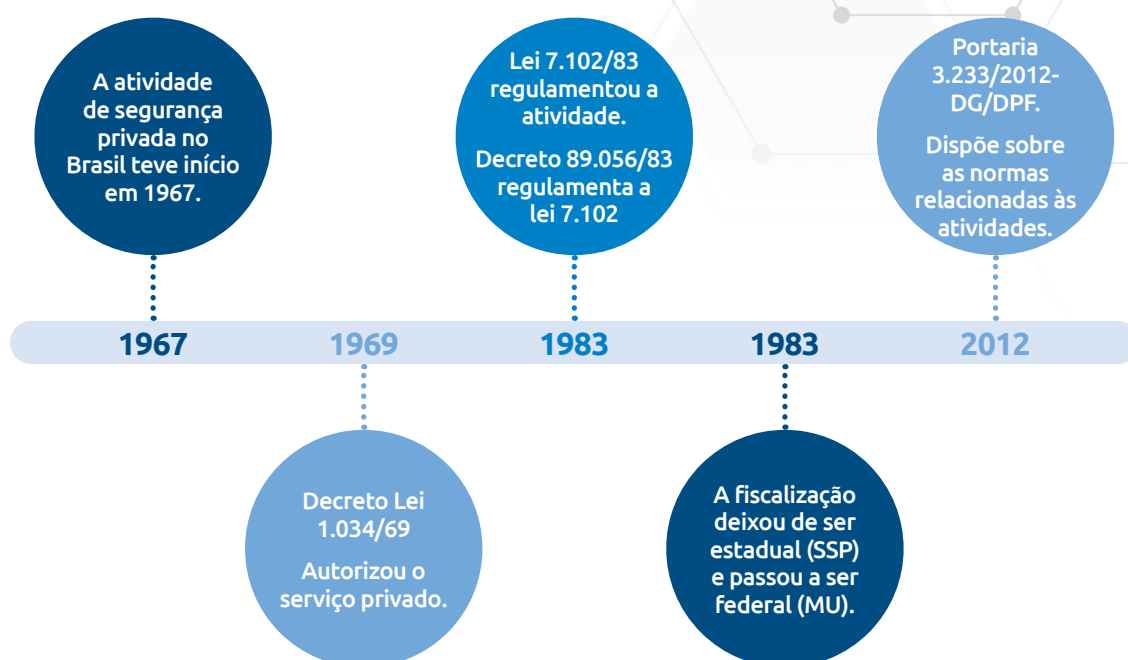 A atividade
de segurança
privada no
Brasil teve início
em 1967.
Lei 7.102/83
regulamentou a
atividade.
Decreto 89.056/83
regulamenta a
lei 7.102
Portaria
3.233/2012-
DG/DPF.
Dispõe sobre
as normas
relacionadas às
atividades.
1967
1969
1983
1983
2012
Decreto Lei
1.034/69
Autorizou o
serviço privado.
A fiscalização
deixou de ser
estadual (SSP)
e passou a ser
federal (MU).